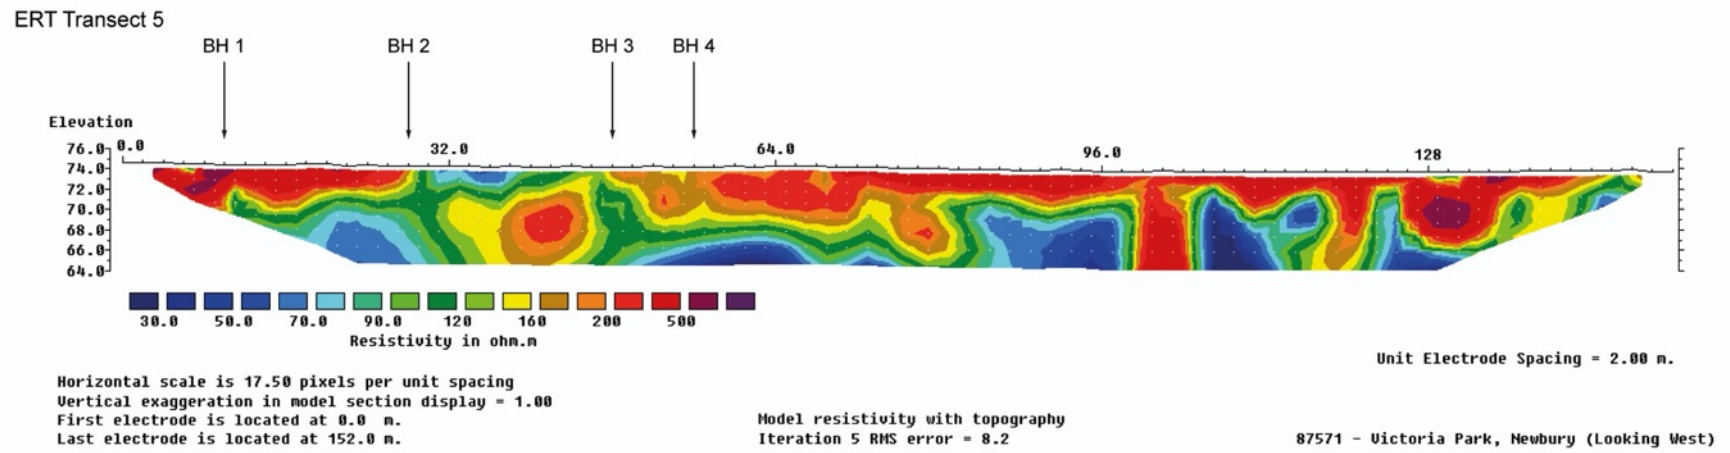 ERT Transect 5
BH 1 BH 2 BH 3 BH 4
Elevation
76.0 0.0 32.0 64.0 96.0 128
74.0
72.0
70.0
68.0
66.0
64.0
30.0 50.0 70.0 90.0 120 160 200 500
Resistivity in ohm.m
Unit Electrode Spacing = 2.00 m.
Horizontal scale is 17.50 pixels per unit spacing
Vertical exaggeration in model section display = 1.00
First electrode is located at 0.0 m.
Last electrode is located at 152.0 m.
Model resistivity with topography
Iteration 5 RMS error = 8.2
87571 - Victoria Park, Newbury (Looking West)